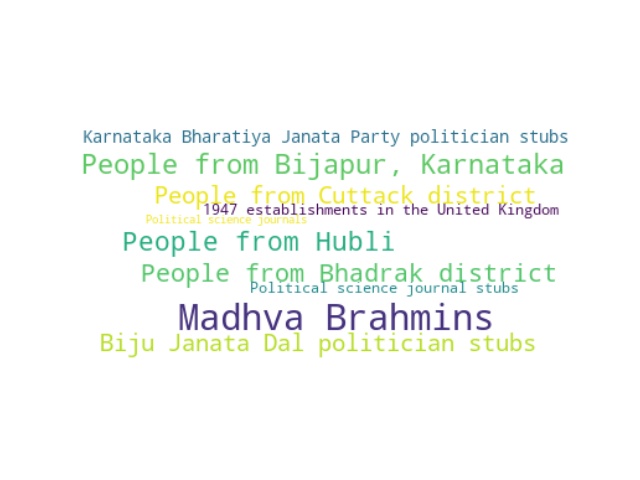 Karnataka Bharatiya Janata Party politician stubs
People from Bijapur, Karnataka
People from Cuttack district
1947 establishments in the United Kingdom
Political science journals
People from Hubli
People from Bhadrak district
Political science journal stubs
Madhva Brahmins
Biju Janata Dal politician stubs